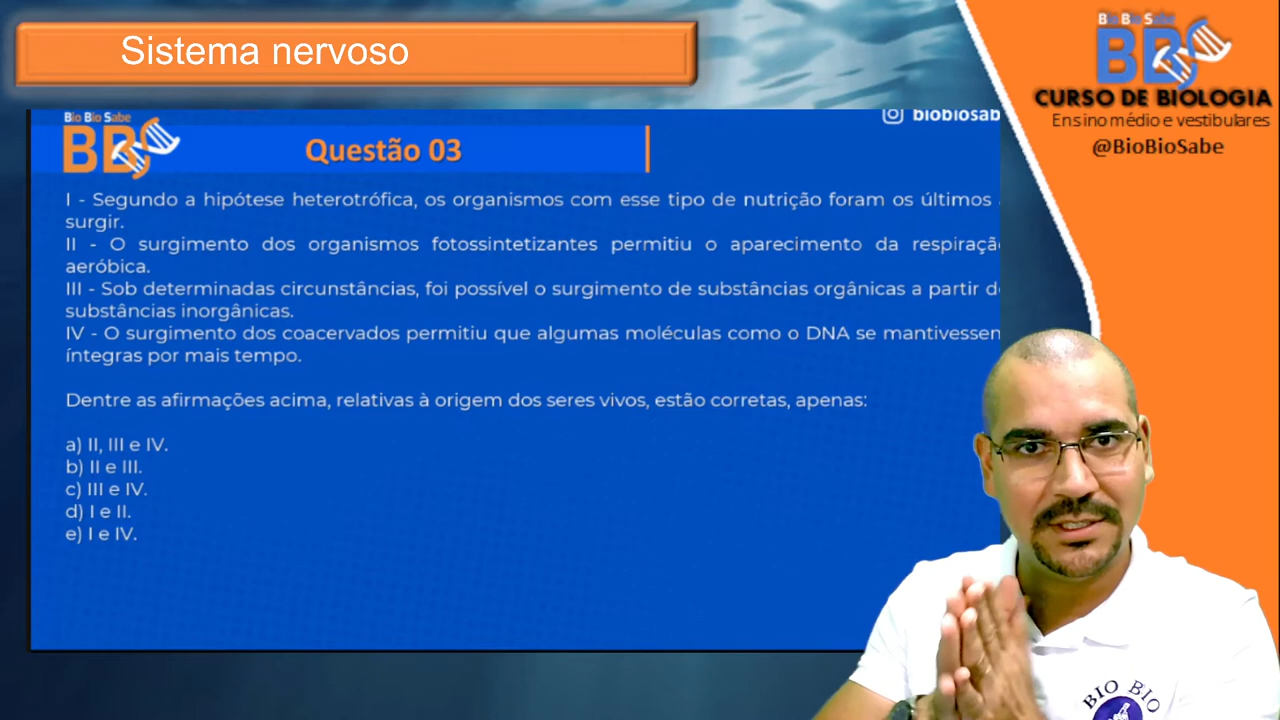 Sistema nervoso
Bio Bio Sabe
BBS
CURSO DE BIOLOGIA
Ensino médio e vestibulares
@BioBioSabe
Bio Bio Sabe
BBS
biobiosab
Questão 03
I - Segundo a hipótese heterotrófica, os organismos com esse tipo de nutrição foram os últimos
surgir.
II - O surgimento dos organismos fotossintetizantes permitiu o aparecimento da respiraçã
aeróbica.
III - Sob determinadas circunstâncias, foi possível o surgimento de substâncias orgânicas a partir d
substâncias inorgânicas.
IV - O surgimento dos coacervados permitiu que algumas moléculas como o DNA se mantivessen
íntegras por mais tempo.
Dentre as afirmações acima, relativas à origem dos seres vivos, estão corretas, apenas:
a) II, III e IV.
b) II e III.
c) III e IV.
d) I e II.
e) I e IV.
BIO BIO